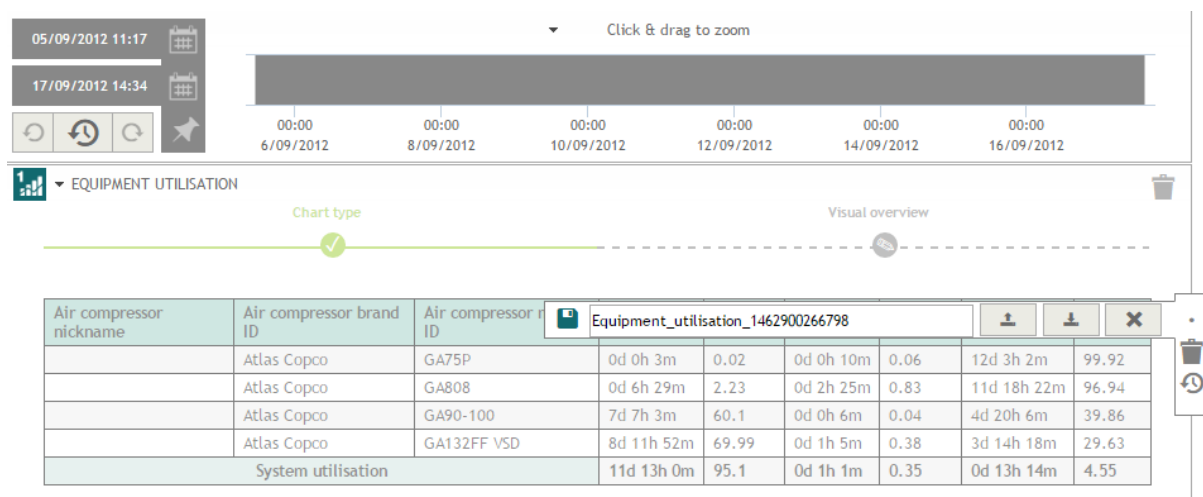 05/09/2012 11:17
Click & drag to zoom
17/09/2012 14:34
00:00 00:00 00:00 00:00 00:00 00:00
6/09/2012 8/09/2012 10/09/2012 12/09/2012 14/09/2012 16/09/2012
1
EQUIPMENT UTILISATION
Chart type Visual overview
Air compressor nickname
Air compressor brand ID
Air compressor
ID
Equipment_utilisation_1462900266798
Atlas Copco GA75P 0d 0h 3m 0.02 0d 0h 10m 0.06 12d 3h 2m 99.92
Atlas Copco GA808 0d 6h 29m 2.23 0d 2h 25m 0.83 11d 18h 22m 96.94
Atlas Copco GA90-100 7d 7h 3m 60.1 0d 0h 6m 0.04 4d 20h 6m 39.86
Atlas Copco GA132FF VSD 8d 11h 52m 69.99 0d 1h 5m 0.38 3d 14h 18m 29.63
System utilisation 11d 13h 0m 95.1 0d 1h 1m 0.35 0d 13h 14m 4.55